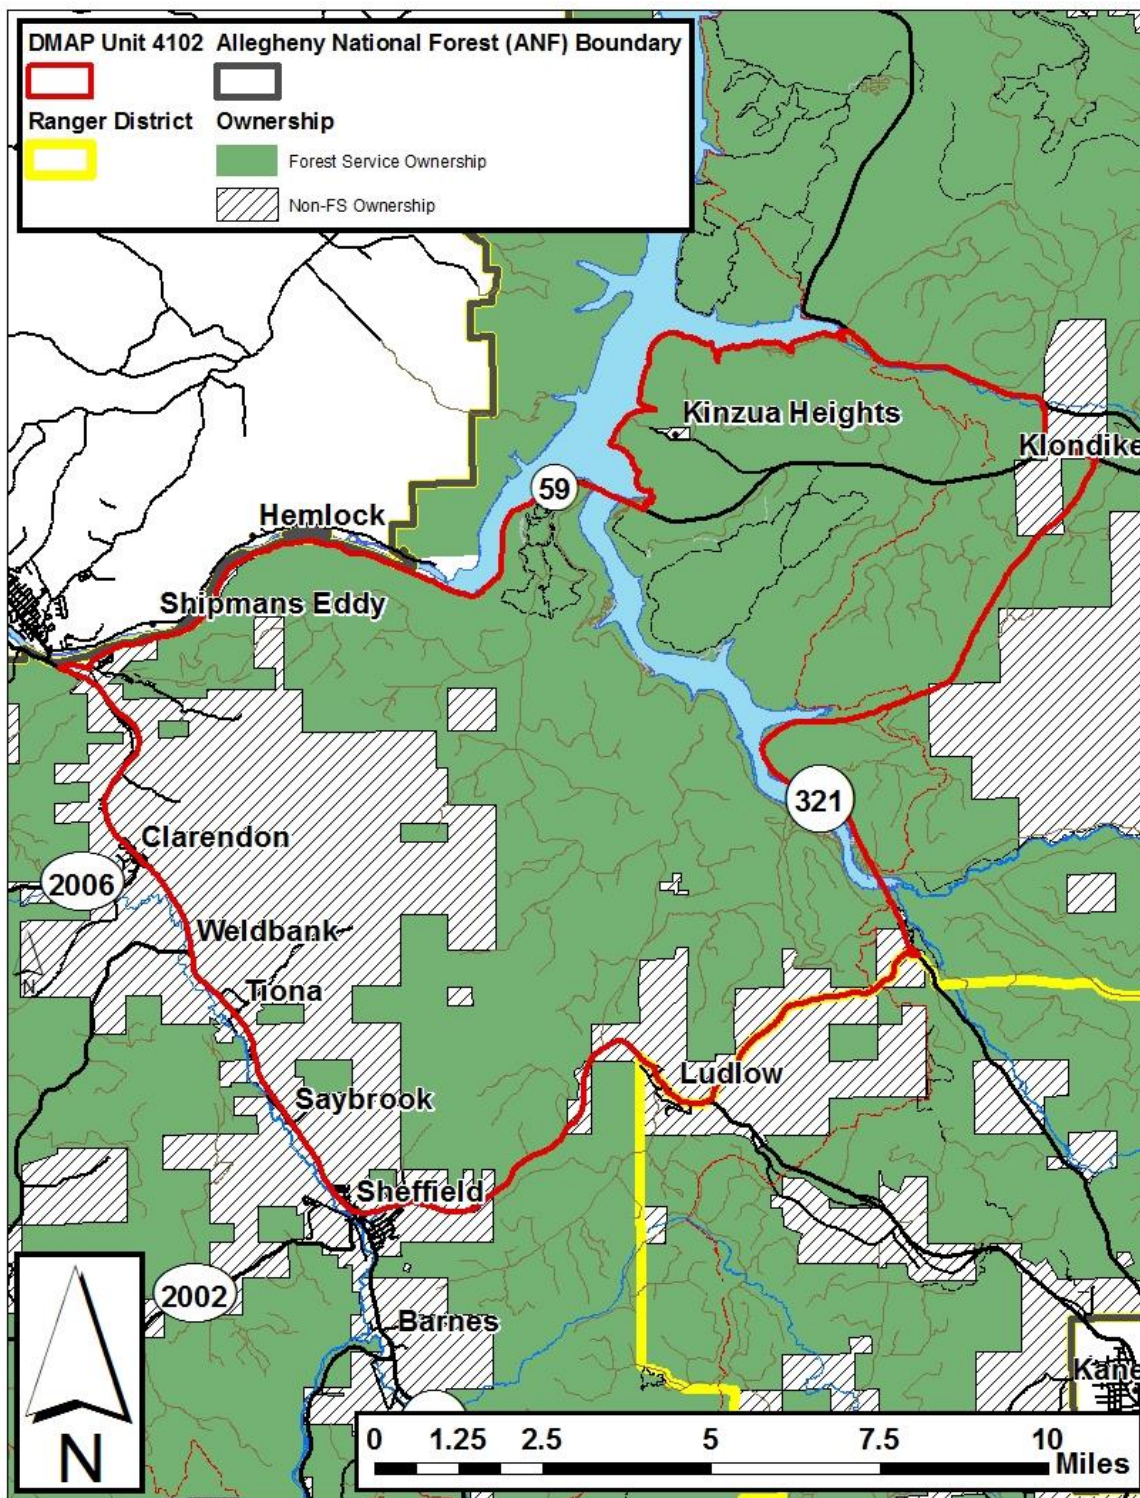 DMAP Unit 4102 Allegheny National Forest (ANF) Boundary
Ranger District Ownership
Forest Service Ownership
Non-FS Ownership
Kinzua Heights
Klondike
59
Hemlock
Shipmans Eddy
321
Clarendon
2006
Weldbank
N
Tiona
Ludlow
Saybrook
Sheffield
2002
Barnes
Kane
N
0 1.25 2.5 5 7.5 10
Miles